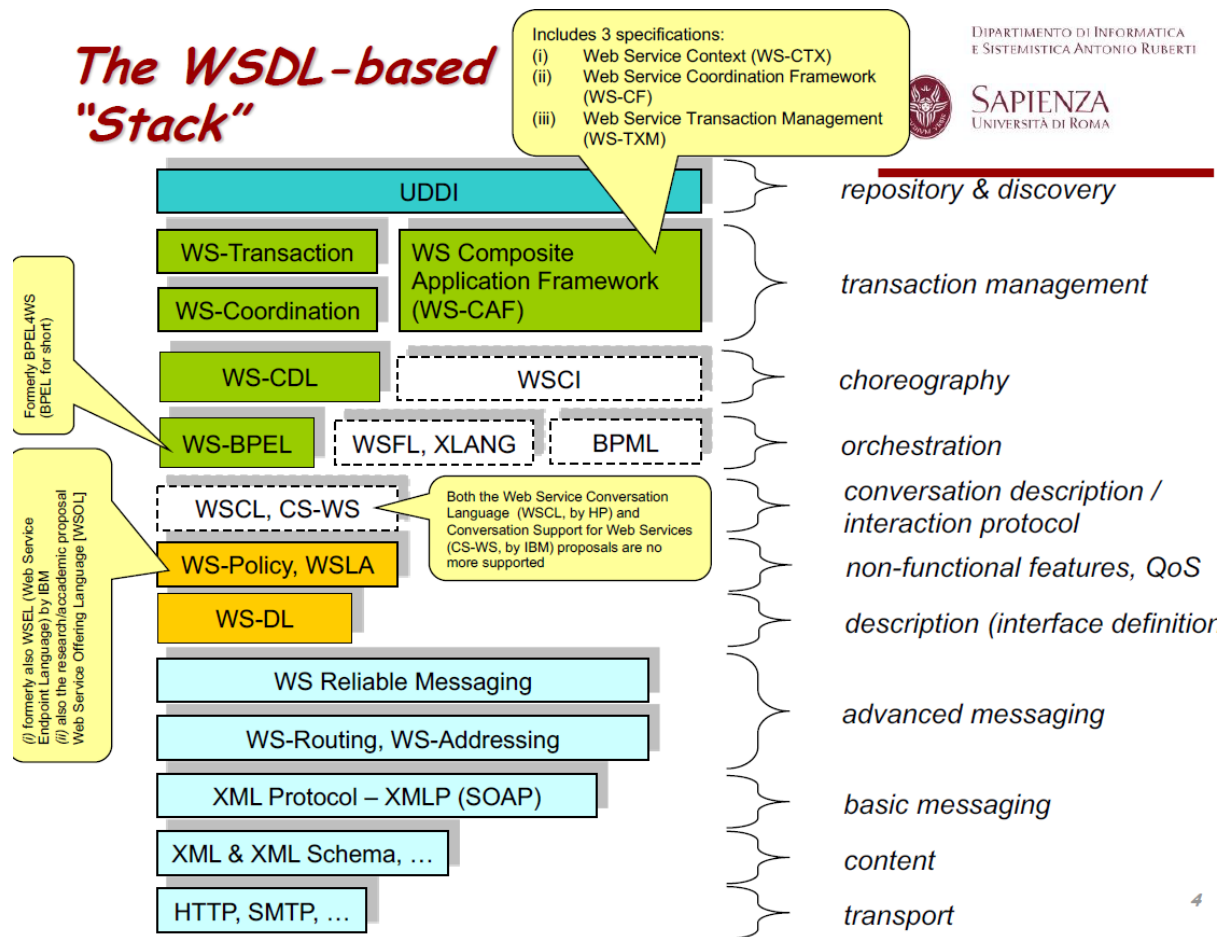 The WSDL-based
“Stack”
Includes 3 specifications:
(i) Web Service Context (WS-CTX)
(ii) Web Service Coordination Framework
(WS-CF)
(iii) Web Service Transaction Management
(WS-TXM)
DIPARTIMENTO DI INFORMATICA
E SISTEMISTICA ANTONIO RUBERTI
SAPIENZA
UNIVERSITÀ DI ROMA
UDDI
repository & discovery
WS-Transaction
WS-Coordination
WS Composite
Application Framework
(WS-CAF)
transaction management
Formerly BPEL4WS
(BPEL for short)
WS-CDL
WSCI
choreography
WS-BPEL
WSFL, XLANG
BPML
orchestration
WSCL, CS-WS
Both the Web Service Conversation
Language (WSCL, by HP) and
Conversation Support for Web Services
(CS-WS, by IBM) proposals are no
more supported
conversation description /
interaction protocol
(i) formerly also WSEL (Web Service
Endpoint Language) by IBM
(ii) also the research/accademic proposal
Web Service Offering Language [WSOL]
WS-Policy, WSLA
non-functional features, QoS
WS-DL
description (interface definition
WS Reliable Messaging
WS-Routing, WS-Addressing
advanced messaging
XML Protocol – XMLP (SOAP)
basic messaging
XML & XML Schema, …
content
HTTP, SMTP, …
transport
4